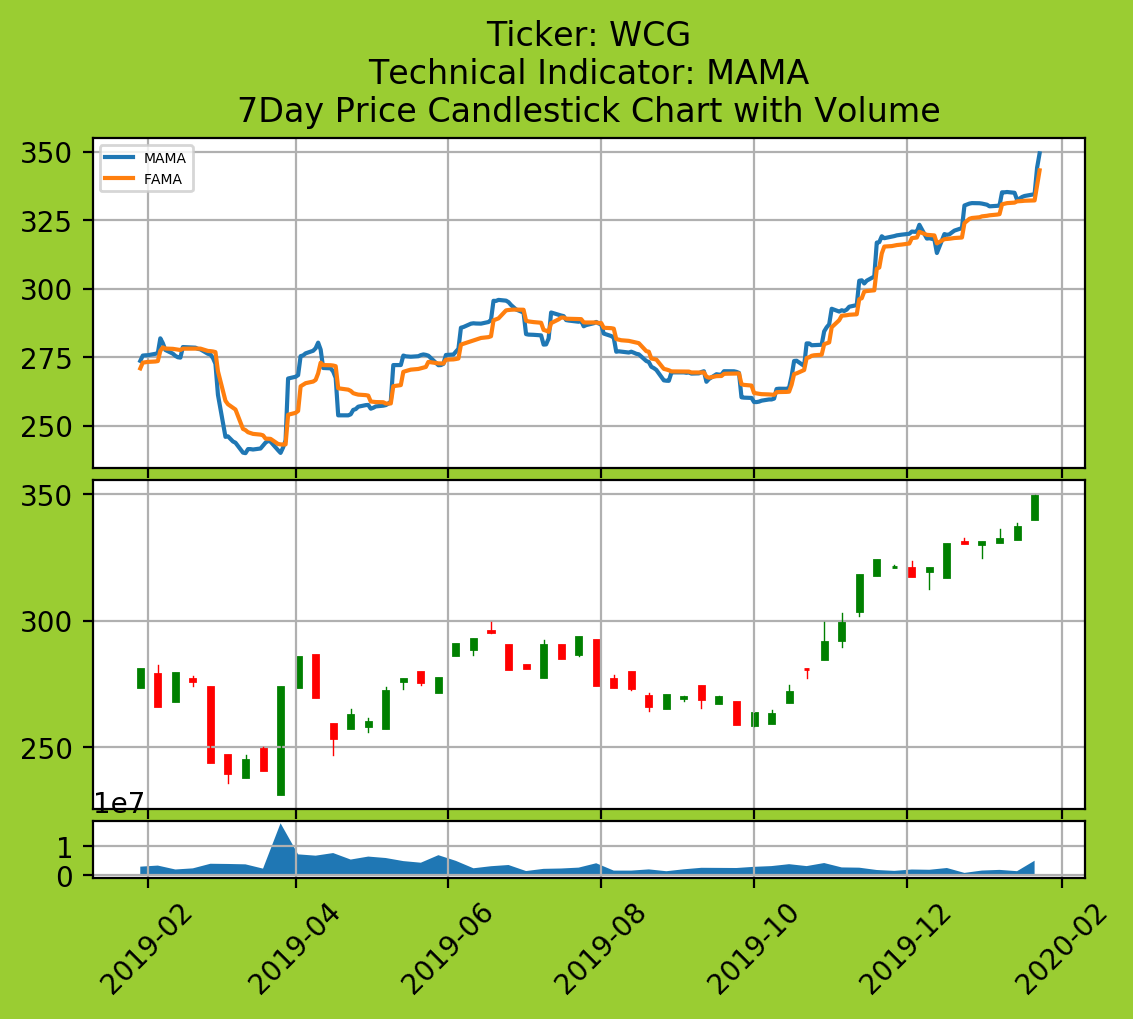 Ticker: WCG
Technical Indicator: MAMA
7Day Price Candlestick Chart with Volume
350
325
300
275
250
MAMA
FAMA
350
300
250
1e7
1
0
2019-02
2019-04
2019-06
2019-08
2019-10
2019-12
2020-02